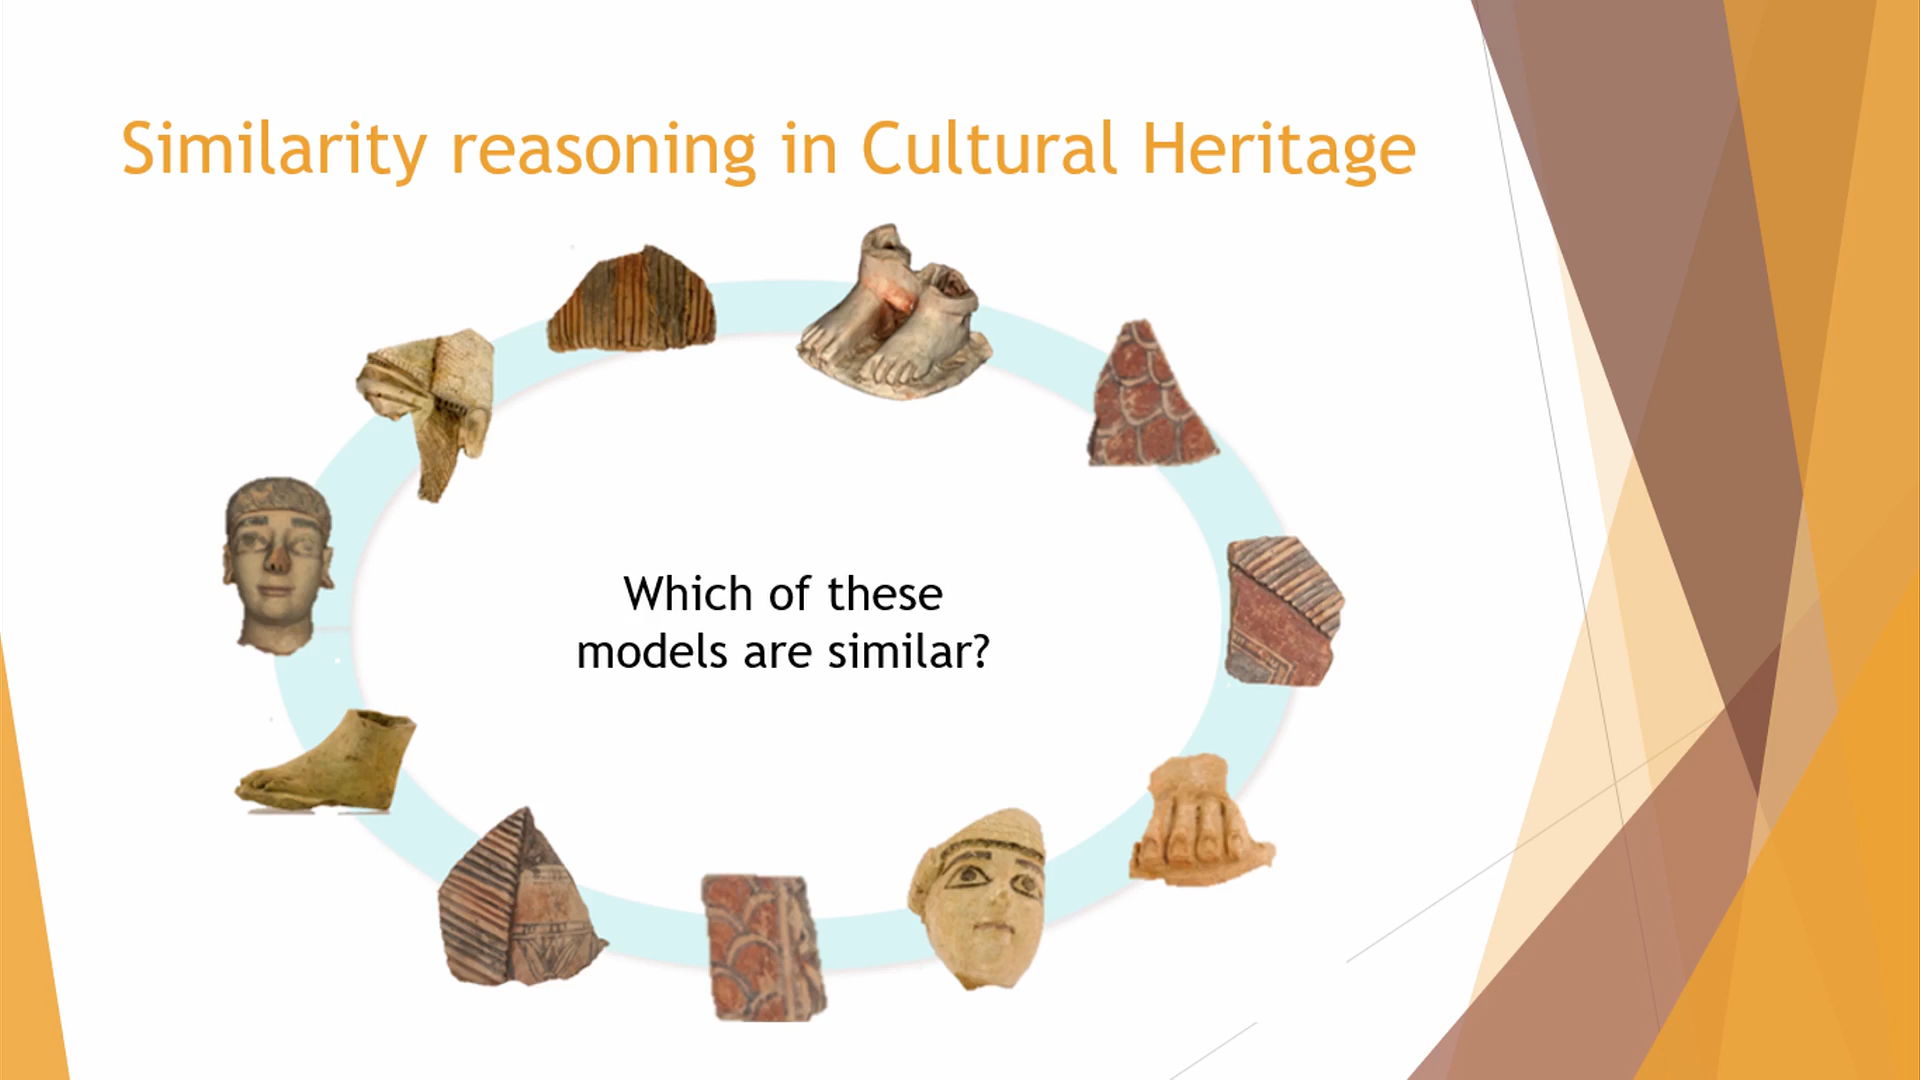 Similarity reasoning in Cultural Heritage
Which of these
models are similar?